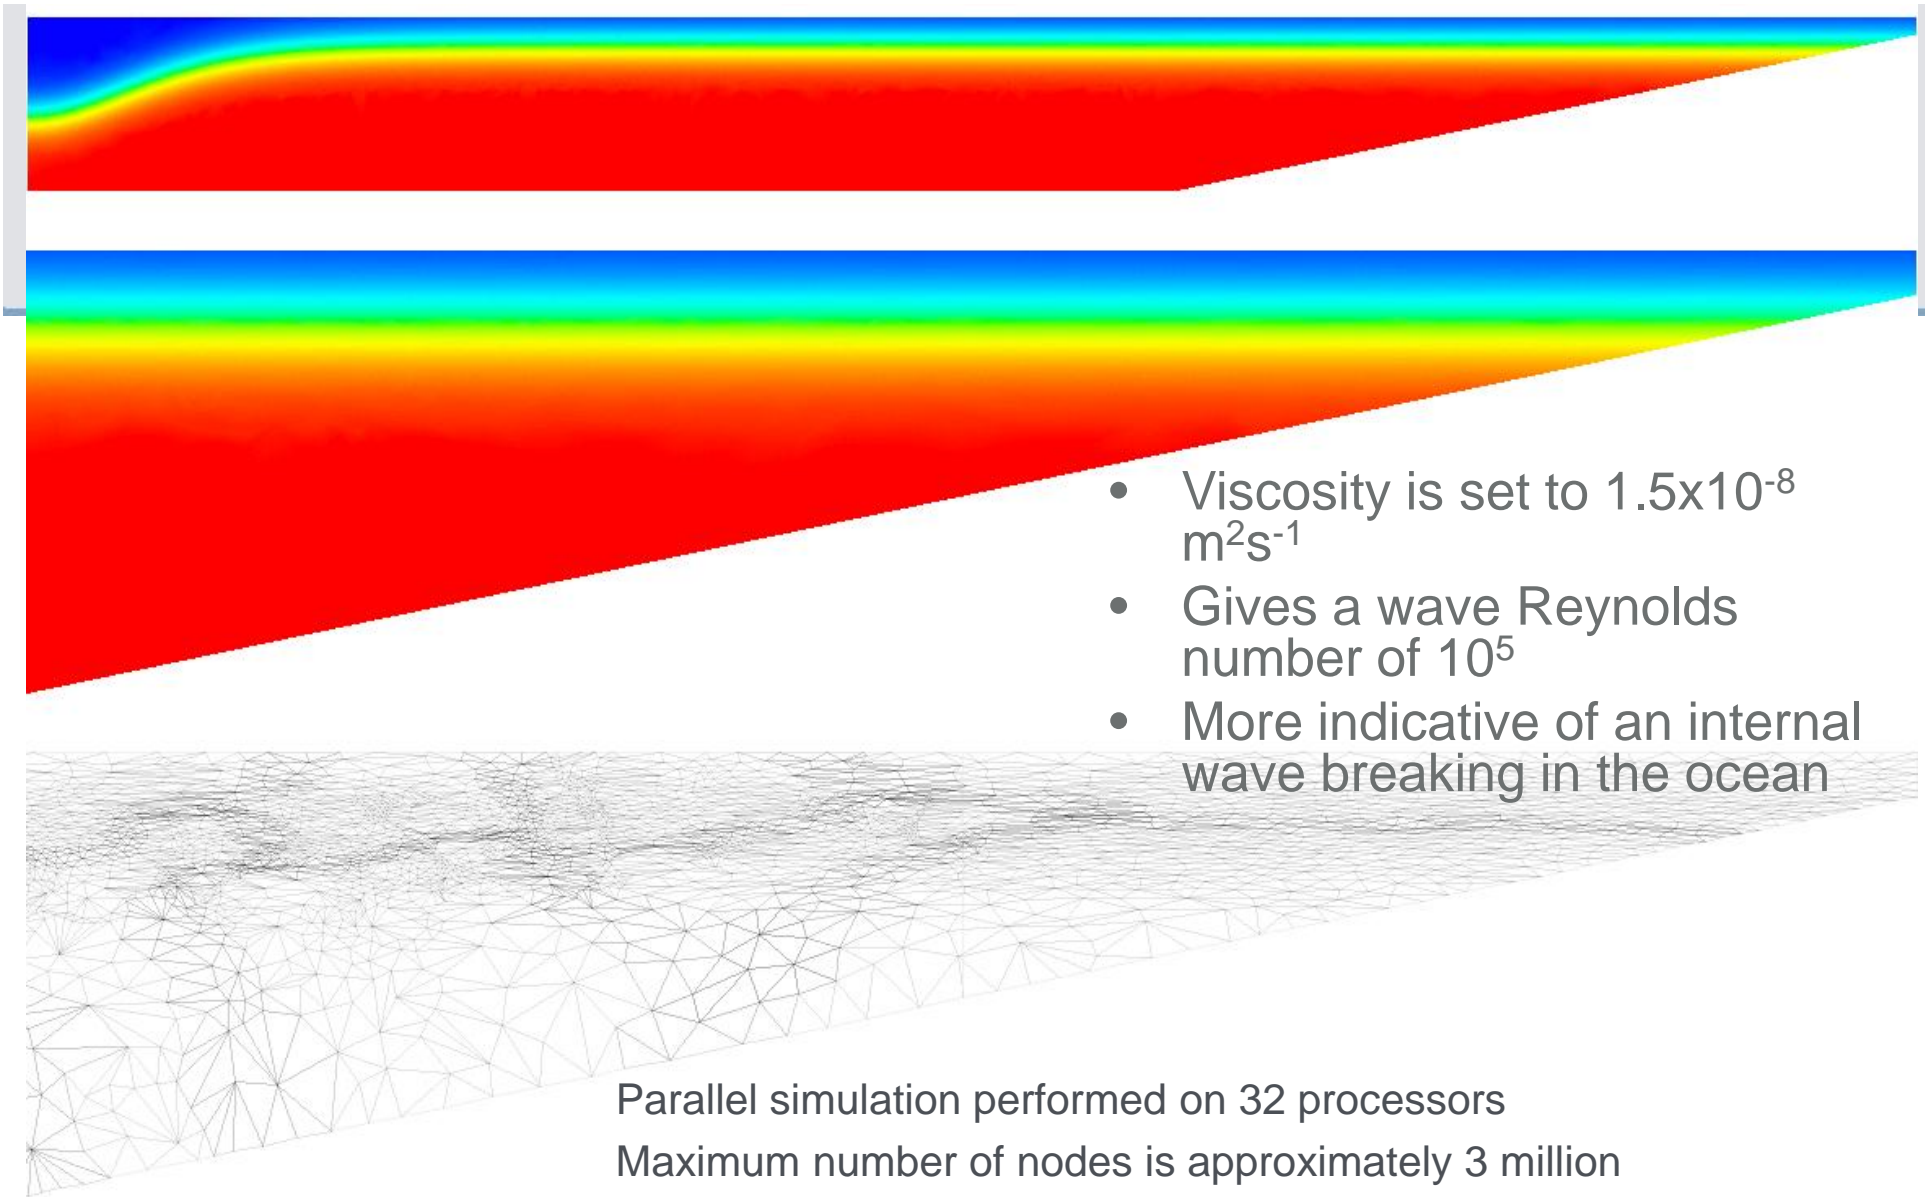 • Viscosity is set to 1.5x10⁻⁸
m²s⁻¹
• Gives a wave Reynolds
number of 10⁵
• More indicative of an internal
wave breaking in the ocean
Parallel simulation performed on 32 processors
Maximum number of nodes is approximately 3 million